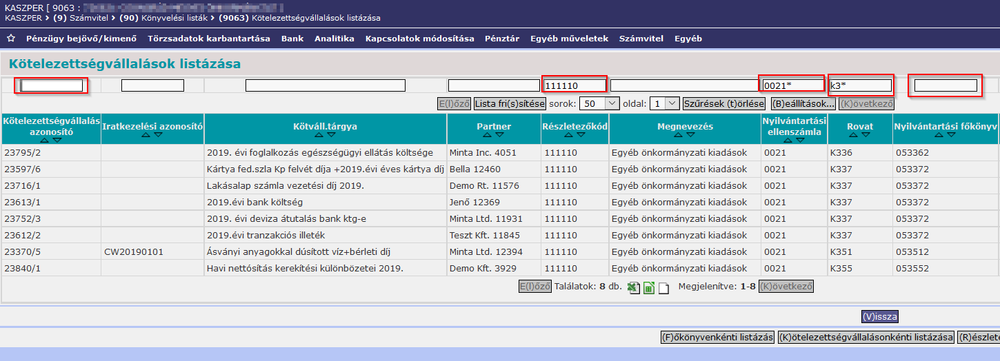 KASZPER [ 9063 :
KASZPER > (9) Számvitel > (90) Könyvelési listák > (9063) Kötelezettségvállalások listázása
Pénzügy bejövő/kimenő Törzsadatok karbantartása Bank Analitika Kapcsolatok módosítása Pénztár Egyéb műveletek Számvitel Egyéb
Kötelezettségvállalások listázása
111110 0021* k3*
E(l)őző Lista fri(s)sítése sorok: 50 oldal: 1 Szűrések (t)örlése (B)eállítások... (K)övetkező
Kötelezettségvállalás azonosító Iratkezelési azonosító Kötváll.tárgya Partner Részletezőkód Megnevezés Nyilvántartási ellenszámla Rovat Nyilvántartási főkönyv
23795/2 2019. évi foglalkozás egészségügyi ellátás költsége Minta Inc. 4051 111110 Egyéb önkormányzati kiadások 0021 K336 053362
23597/6 Kártya fed.szla Kp felvét díja +2019.évi éves kártya díj Bella 12460 111110 Egyéb önkormányzati kiadások 0021 K337 053372
23716/1 Lakásalap számla vezetési díj 2019. Demo Rt. 11576 111110 Egyéb önkormányzati kiadások 0021 K337 053372
23613/1 2019.évi bank költség Jenő 12369 111110 Egyéb önkormányzati kiadások 0021 K337 053372
23752/3 2019. évi deviza átutalás bank ktg-e Minta Ltd. 11931 111110 Egyéb önkormányzati kiadások 0021 K337 053372
23612/2 2019.évi tranzakciós illeték Teszt Kft. 11845 111110 Egyéb önkormányzati kiadások 0021 K337 053372
23370/5 CW20190101 Ásványi anyagokkal dúsított víz+bérleti díj Minta Ltd. 12394 111110 Egyéb önkormányzati kiadások 0021 K351 053512
23840/1 Havi nettósítás kerekítési különbözetei 2019. Demo Kft. 3929 111110 Egyéb önkormányzati kiadások 0021 K355 053552
E(l)őző Találatok: 8 db. Megjelenítve: 1-8 (K)övetkező
(V)issza
(F)őkönyvenkénti listázás (K)ötelezettségvállalásonkénti listázása (R)észlete